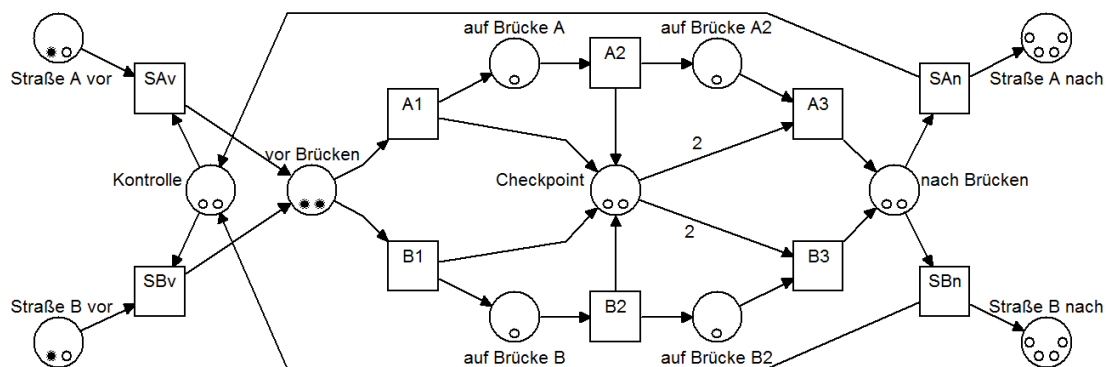 auf Brücke A
auf Brücke A2
A2
Straße A vor
SAv
SAn
Straße A nach
A1
A3
2
vor Brücken
Kontrolle
Checkpoint
nach Brücken
2
B1
B3
SBv
SBn
Straße B vor
B2
Straße B nach
auf Brücke B
auf Brücke B2